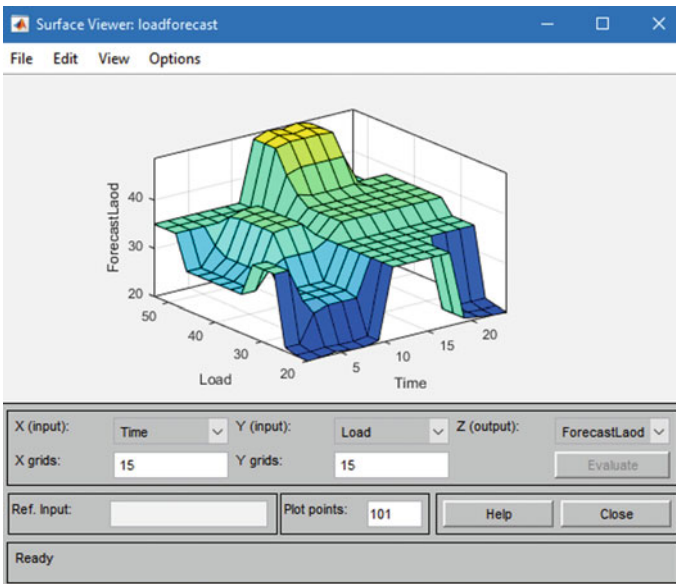 Surface Viewer: loadforecast
File Edit View Options
ForecastLaod
40
30
20
50
40
30
20
Load
5
10
15
20
Time
X (input): Time Y (input): Load Z (output): ForecastLaod
X grids: 15 Y grids: 15 Evaluate
Ref. Input: Plot points: 101 Help Close
Ready